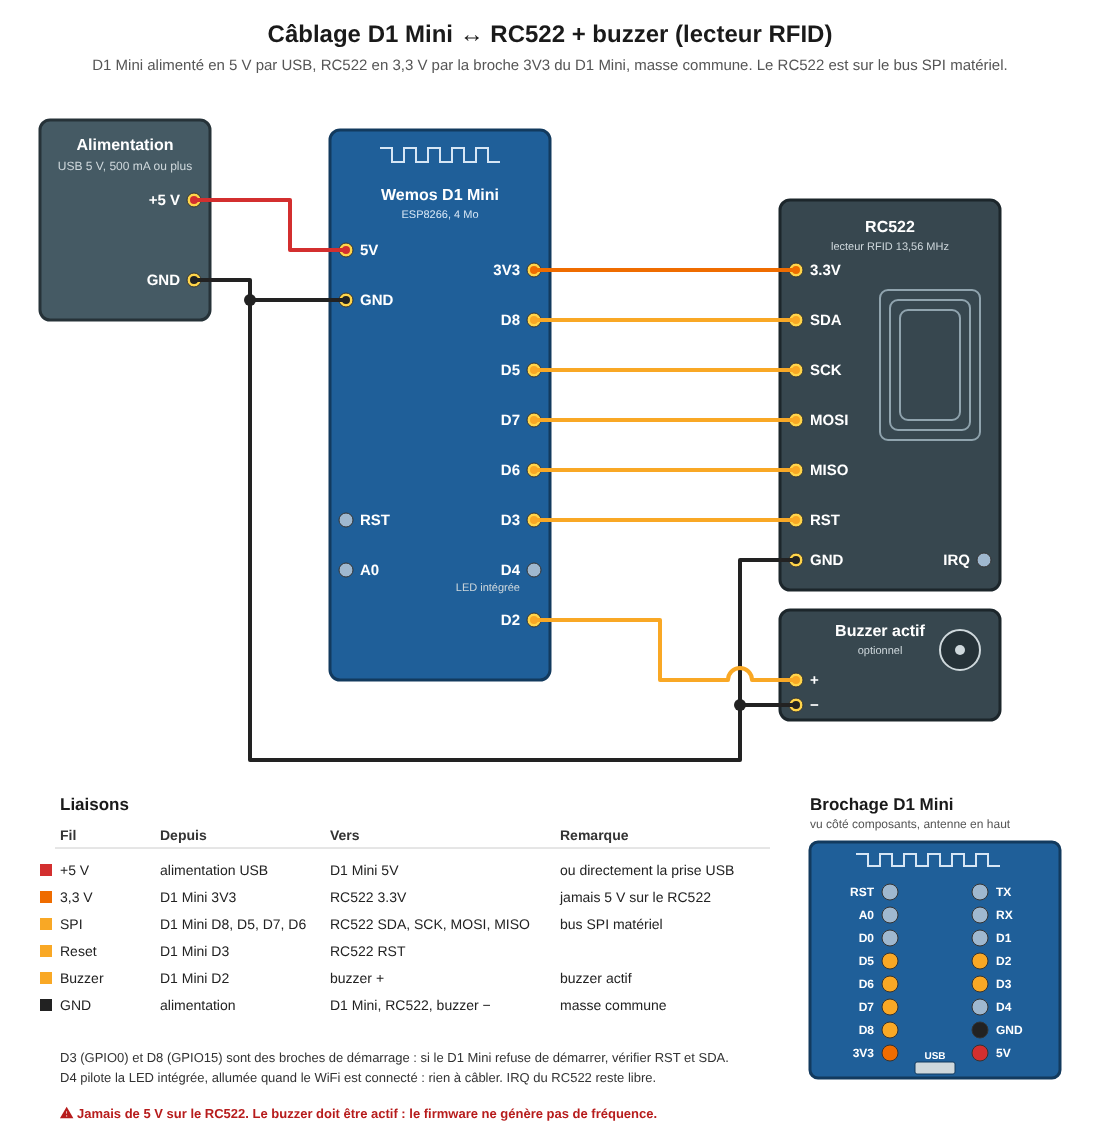 Câblage D1 Mini ↔ RC522 + buzzer (lecteur RFID)
D1 Mini alimenté en 5 V par USB, RC522 en 3,3 V par la broche 3V3 du D1 Mini, masse commune. Le RC522 est sur le bus SPI matériel.
Alimentation
USB 5 V, 500 mA ou plus
+5 V
GND
Wemos D1 Mini
ESP8266, 4 Mo
5V
GND
RST
A0
3V3
D8
D5
D7
D6
D3
D4
LED intégrée
D2
RC522
lecteur RFID 13,56 MHz
3.3V
SDA
SCK
MOSI
MISO
RST
GND
IRQ
Buzzer actif
optionnel
+
−
Liaisons
Fil Depuis Vers Remarque
+5 V alimentation USB D1 Mini 5V ou directement la prise USB
3,3 V D1 Mini 3V3 RC522 3.3V jamais 5 V sur le RC522
SPI D1 Mini D8, D5, D7, D6 RC522 SDA, SCK, MOSI, MISO bus SPI matériel
Reset D1 Mini D3 RC522 RST
Buzzer D1 Mini D2 buzzer + buzzer actif
GND alimentation D1 Mini, RC522, buzzer − masse commune
D3 (GPIO0) et D8 (GPIO15) sont des broches de démarrage : si le D1 Mini refuse de démarrer, vérifier RST et SDA.
D4 pilote la LED intégrée, allumée quand le WiFi est connecté : rien à câbler. IRQ du RC522 reste libre.
⚠ Jamais de 5 V sur le RC522. Le buzzer doit être actif : le firmware ne génère pas de fréquence.
Brochage D1 Mini
vu côté composants, antenne en haut
RST TX
A0 RX
D0 D1
D5 D2
D6 D3
D7 D4
D8 GND
3V3 USB 5V